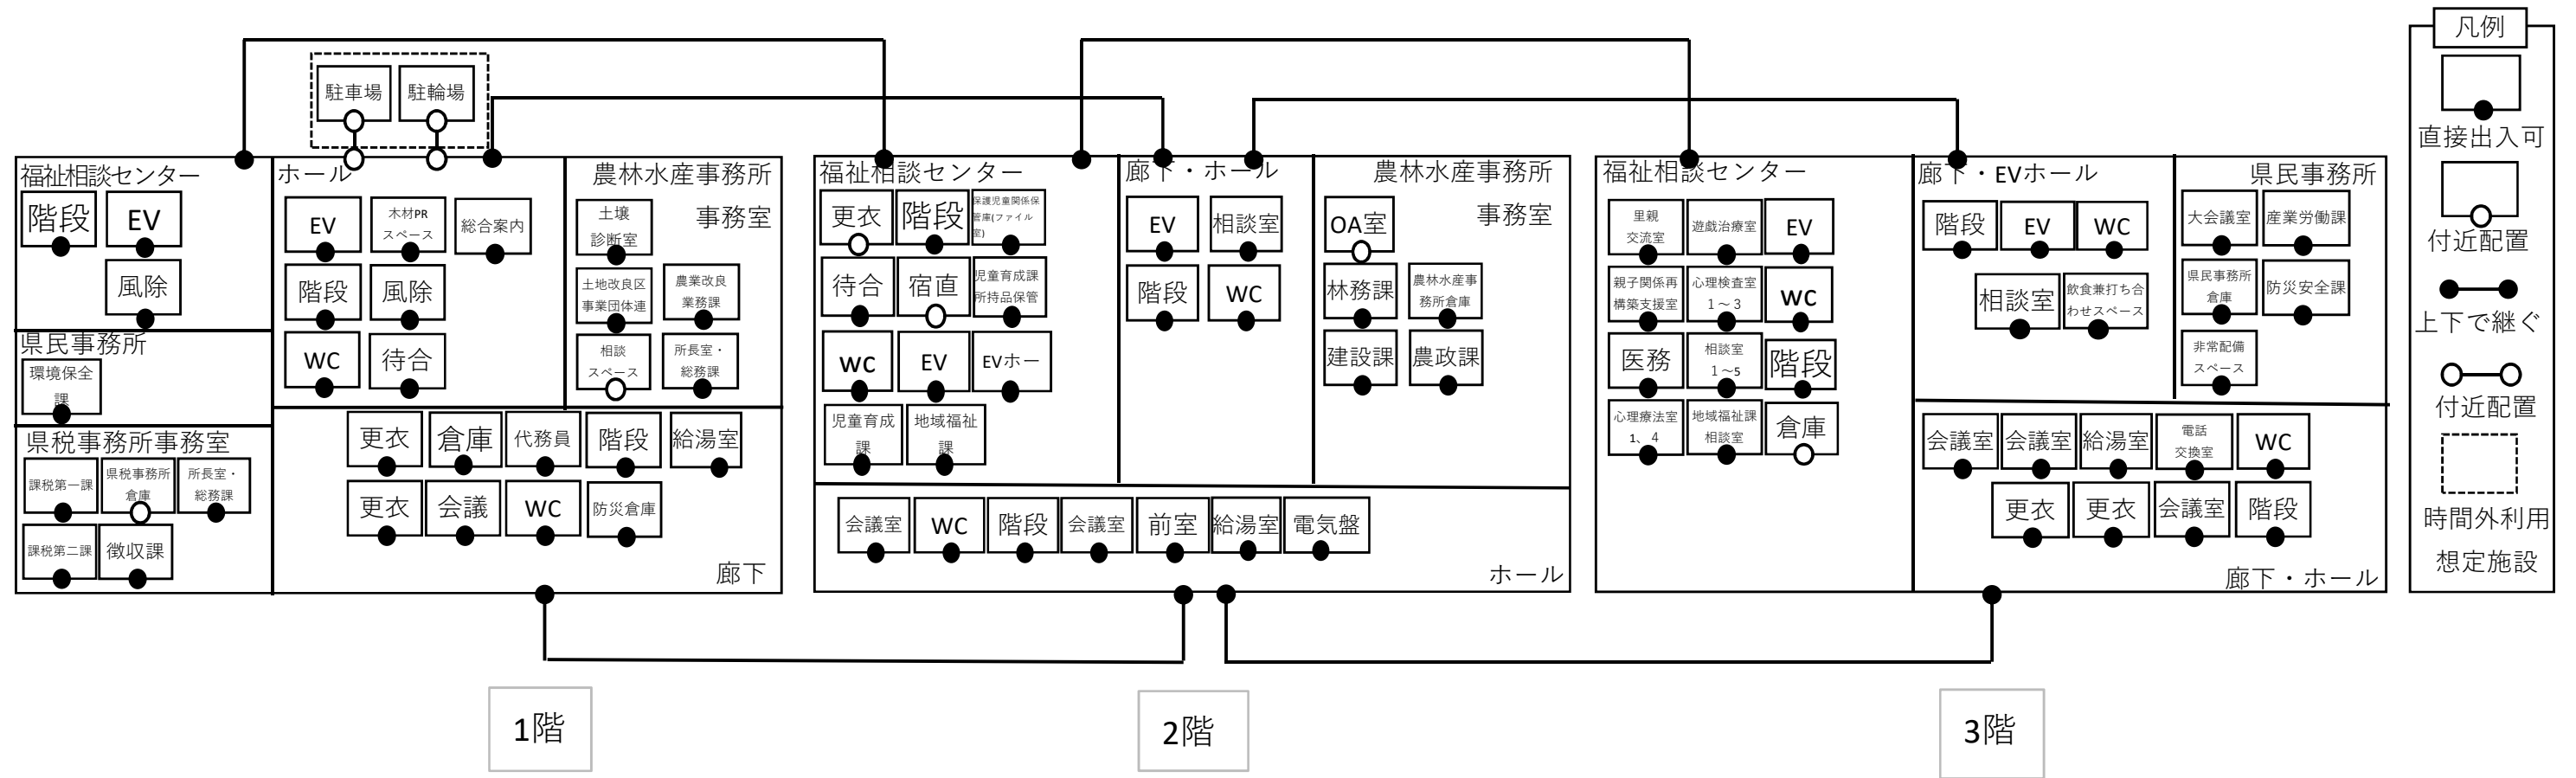 駐車場
駐輪場
福祉相談センター
階段
EV
風除
県民事務所
環境保全
課
県税事務所事務室
課税第一課
県税事務所
倉庫
所長室・
総務課
課税第二課
徴収課
ホール
EV
木材PR
スペース
総合案内
階段
風除
WC
待合
農林水産事務所
事務室
土壌
診断室
土地改良区
事業団体連
農業改良
業務課
相談
スペース
所長室・
総務課
更衣
倉庫
代務員
階段
給湯室
更衣
会議
WC
防災倉庫
廊下
1階
福祉相談センター
更衣
階段
保護児童関係保
管庫(ファイル
室)
待合
宿直
児童育成課
所持品保管
WC
EV
EVホー
児童育成
課
地域福祉
課
廊下・ホール
EV
相談室
階段
WC
農林水産事務所
事務室
OA室
林務課
農林水産事
務所倉庫
建設課
農政課
会議室
WC
階段
会議室
前室
給湯室
電気盤
ホール
2階
福祉相談センター
里親
交流室
遊戯治療室
EV
親子関係再
構築支援室
心理検査室
1～3
WC
医務
相談室
1～5
階段
心理療法室
1、4
地域福祉課
相談室
倉庫
廊下・EVホール
階段
EV
WC
相談室
飲食兼打ち合
わせスペース
県民事務所
大会議室
産業労働課
県民事務所
倉庫
防災安全課
非常配備
スペース
会議室
会議室
給湯室
電話
交換室
WC
更衣
更衣
会議室
階段
廊下・ホール
3階
凡例
直接出入可
付近配置
上下で継ぐ
付近配置
時間外利用
想定施設